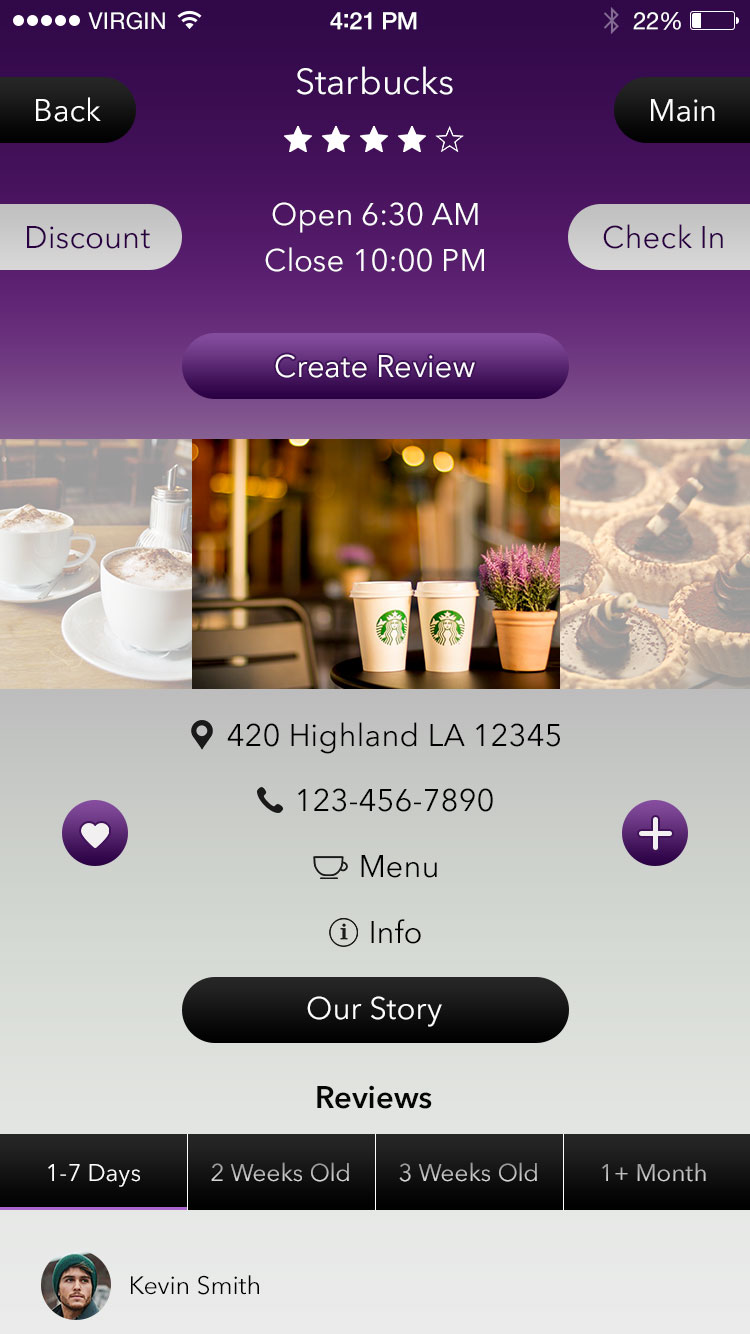 VIRGIN 4:21 PM 22%
Starbucks
Back
Main
Open 6:30 AM
Discount
Check In
Close 10:00 PM
Create Review
420 Highland LA 12345
123-456-7890
Menu
Info
Our Story
Reviews
1-7 Days 2 Weeks Old 3 Weeks Old 1+ Month
Kevin Smith